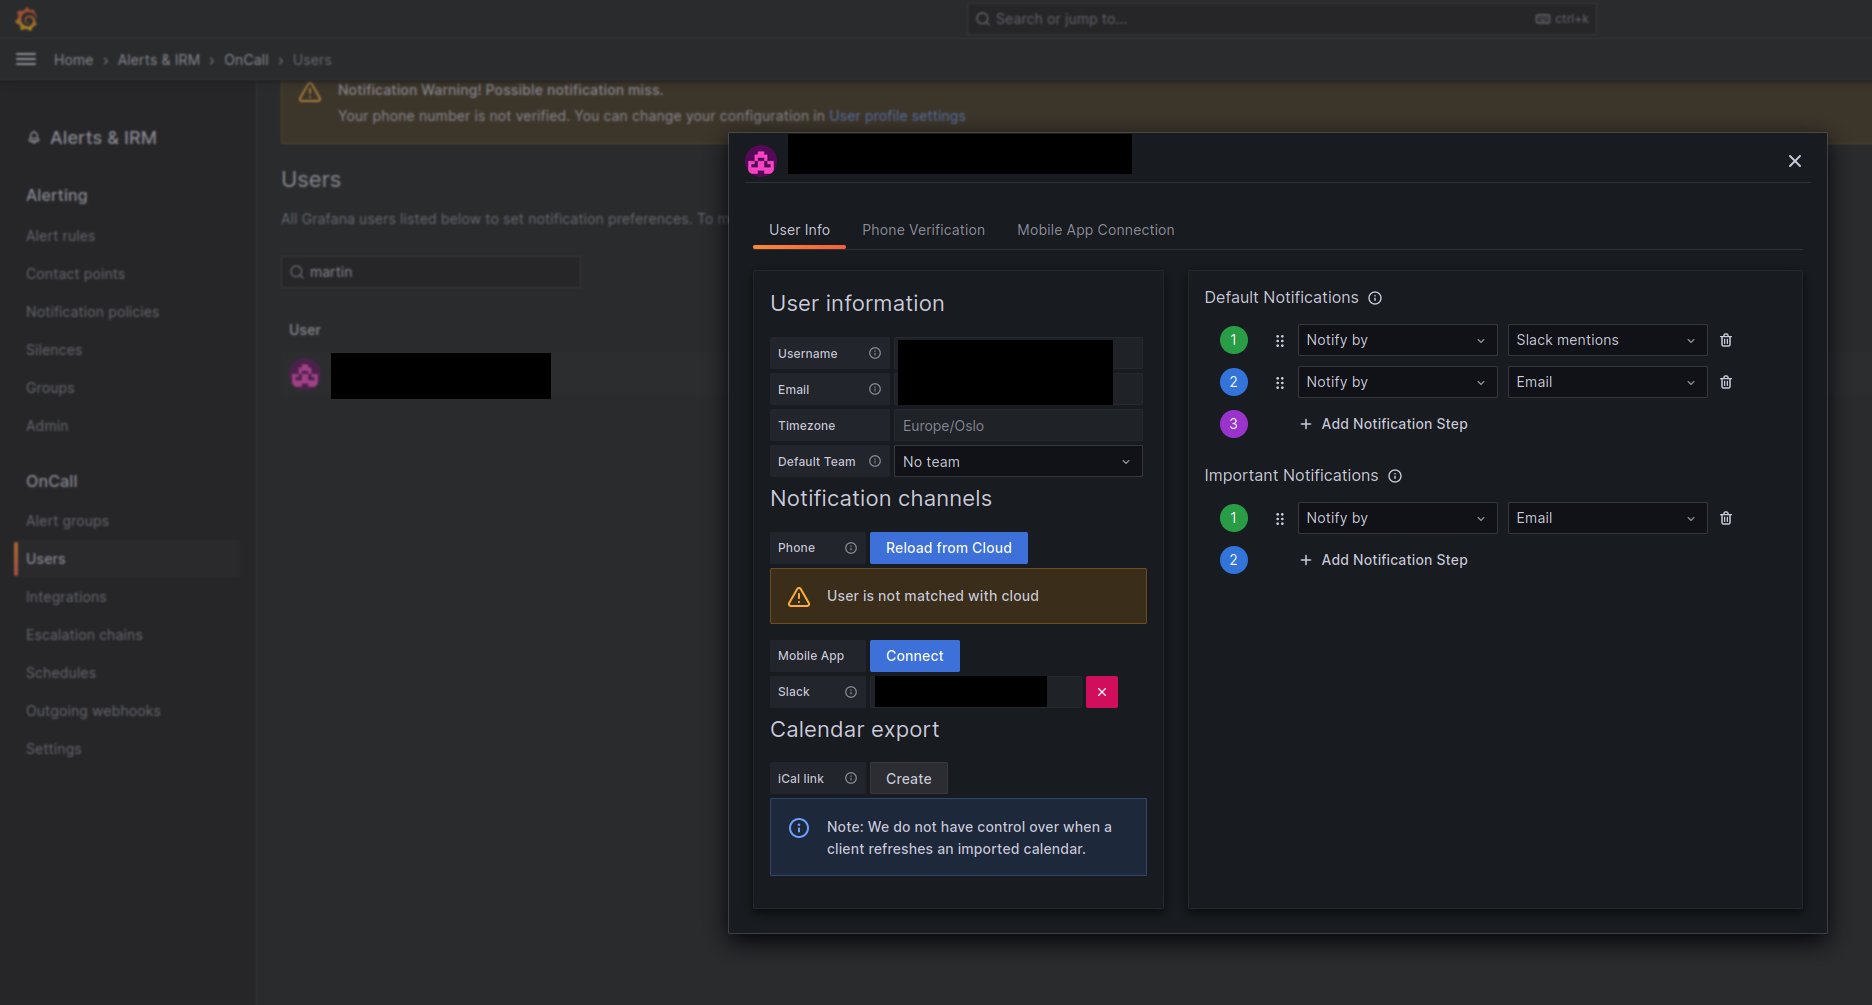 Search or jump to...
ctrl+k
Home › Alerts & IRM › OnCall › Users
Notification Warning! Possible notification miss.
Your phone number is not verified. You can change your configuration in User profile settings
Alerts & IRM
Alerting
Alert rules
Contact points
Notification policies
Silences
Groups
Admin
OnCall
Alert groups
Users
Integrations
Escalation chains
Schedules
Outgoing webhooks
Settings
Users
All Grafana users listed below to set notification preferences. To m
martin
User
User Info
Phone Verification
Mobile App Connection
User information
Username
Email
Timezone
Europe/Oslo
Default Team
No team
Notification channels
Phone
Reload from Cloud
User is not matched with cloud
Mobile App
Connect
Slack
Calendar export
iCal link
Create
Note: We do not have control over when a
client refreshes an imported calendar.
Default Notifications
1 Notify by Slack mentions
2 Notify by Email
3 + Add Notification Step
Important Notifications
1 Notify by Email
2 + Add Notification Step